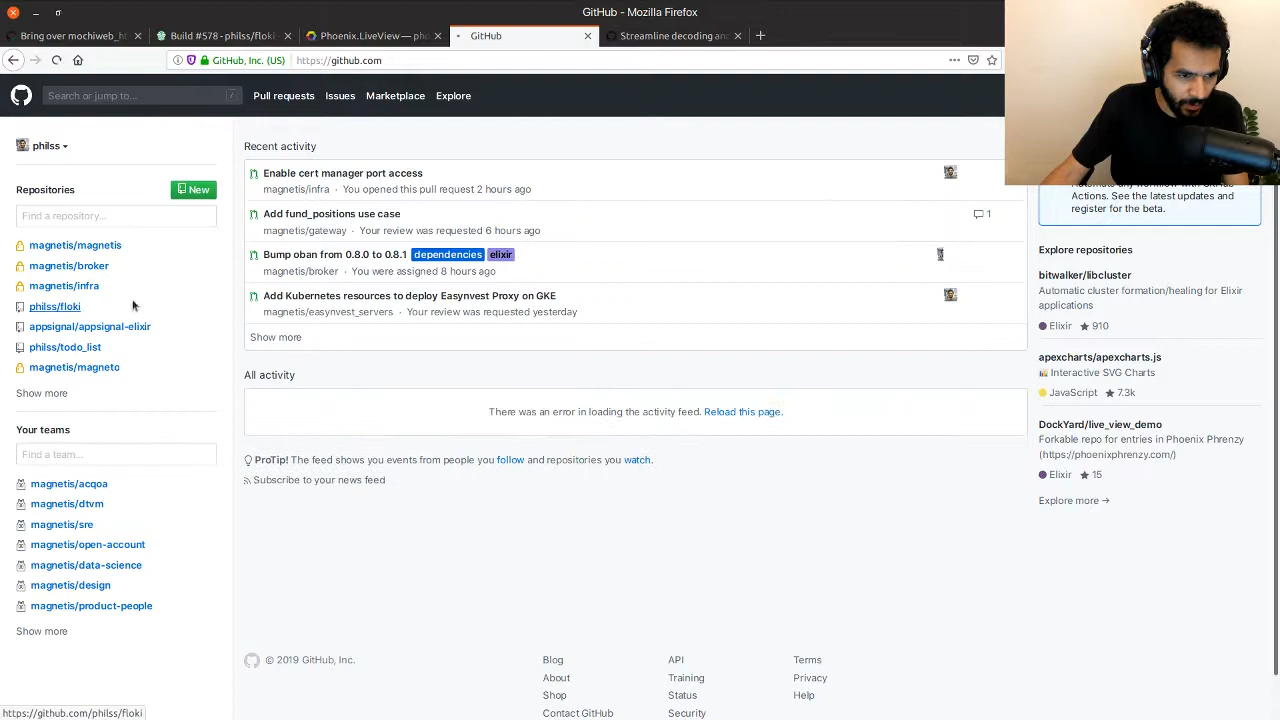 GitHub - Mozilla Firefox
Bring over mochiweb_ht
Build #578 - philss/floki
Phoenix.LiveView — pho
GitHub
Streamline decoding and
GitHub, Inc. (US)
https://github.com
Search or jump to...
/
Pull requests
Issues
Marketplace
Explore
philss
Repositories
New
Find a repository...
magnetis/magnetis
magnetis/broker
magnetis/infra
philss/floki
appsignal/appsignal-elixir
philss/todo_list
magnetis/magneto
Show more
Your teams
Find a team...
magnetis/acqoa
magnetis/dtvm
magnetis/sre
magnetis/open-account
magnetis/data-science
magnetis/design
magnetis/product-people
Show more
Recent activity
Enable cert manager port access
magnetis/infra · You opened this pull request 2 hours ago
Add fund_positions use case
1
magnetis/gateway · Your review was requested 6 hours ago
Bump oban from 0.8.0 to 0.8.1 dependencies elixir
magnetis/broker · You were assigned 8 hours ago
Add Kubernetes resources to deploy Easynvest Proxy on GKE
magnetis/easynvest_servers · Your review was requested yesterday
Show more
All activity
There was an error in loading the activity feed. Reload this page.
ProTip! The feed shows you events from people you follow and repositories you watch.
Subscribe to your news feed
Actions. See the latest updates and
register for the beta.
Explore repositories
bitwalker/libcluster
Automatic cluster formation/healing for Elixir
applications
Elixir 910
apexcharts/apexcharts.js
Interactive SVG Charts
JavaScript 7.3k
DockYard/live_view_demo
Forkable repo for entries in Phoenix Phrenzy
(https://phoenixphrenzy.com/)
Elixir 15
Explore more →
© 2019 GitHub, Inc.
Blog
About
Shop
Contact GitHub
API
Training
Status
Security
Terms
Privacy
Help
https://github.com/philss/floki